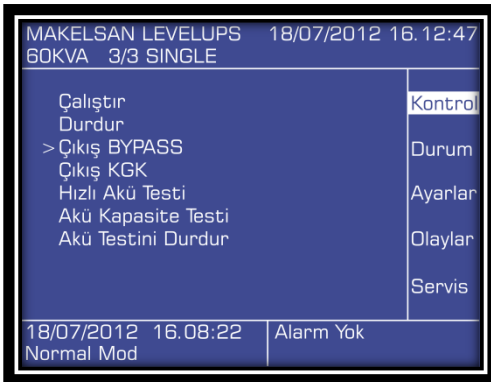 MAKELSAN LEVELUPS 18/07/2012 16.12:47
60KVA 3/3 SINGLE
Çalıştır
Durdur
>Çıkış BYPASS
Çıkış KGK
Hızlı Akü Testi
Akü Kapasite Testi
Akü Testini Durdur
Kontrol
Durum
Ayarlar
Olaylar
Servis
18/07/2012 16.08:22
Normal Mod
Alarm Yok